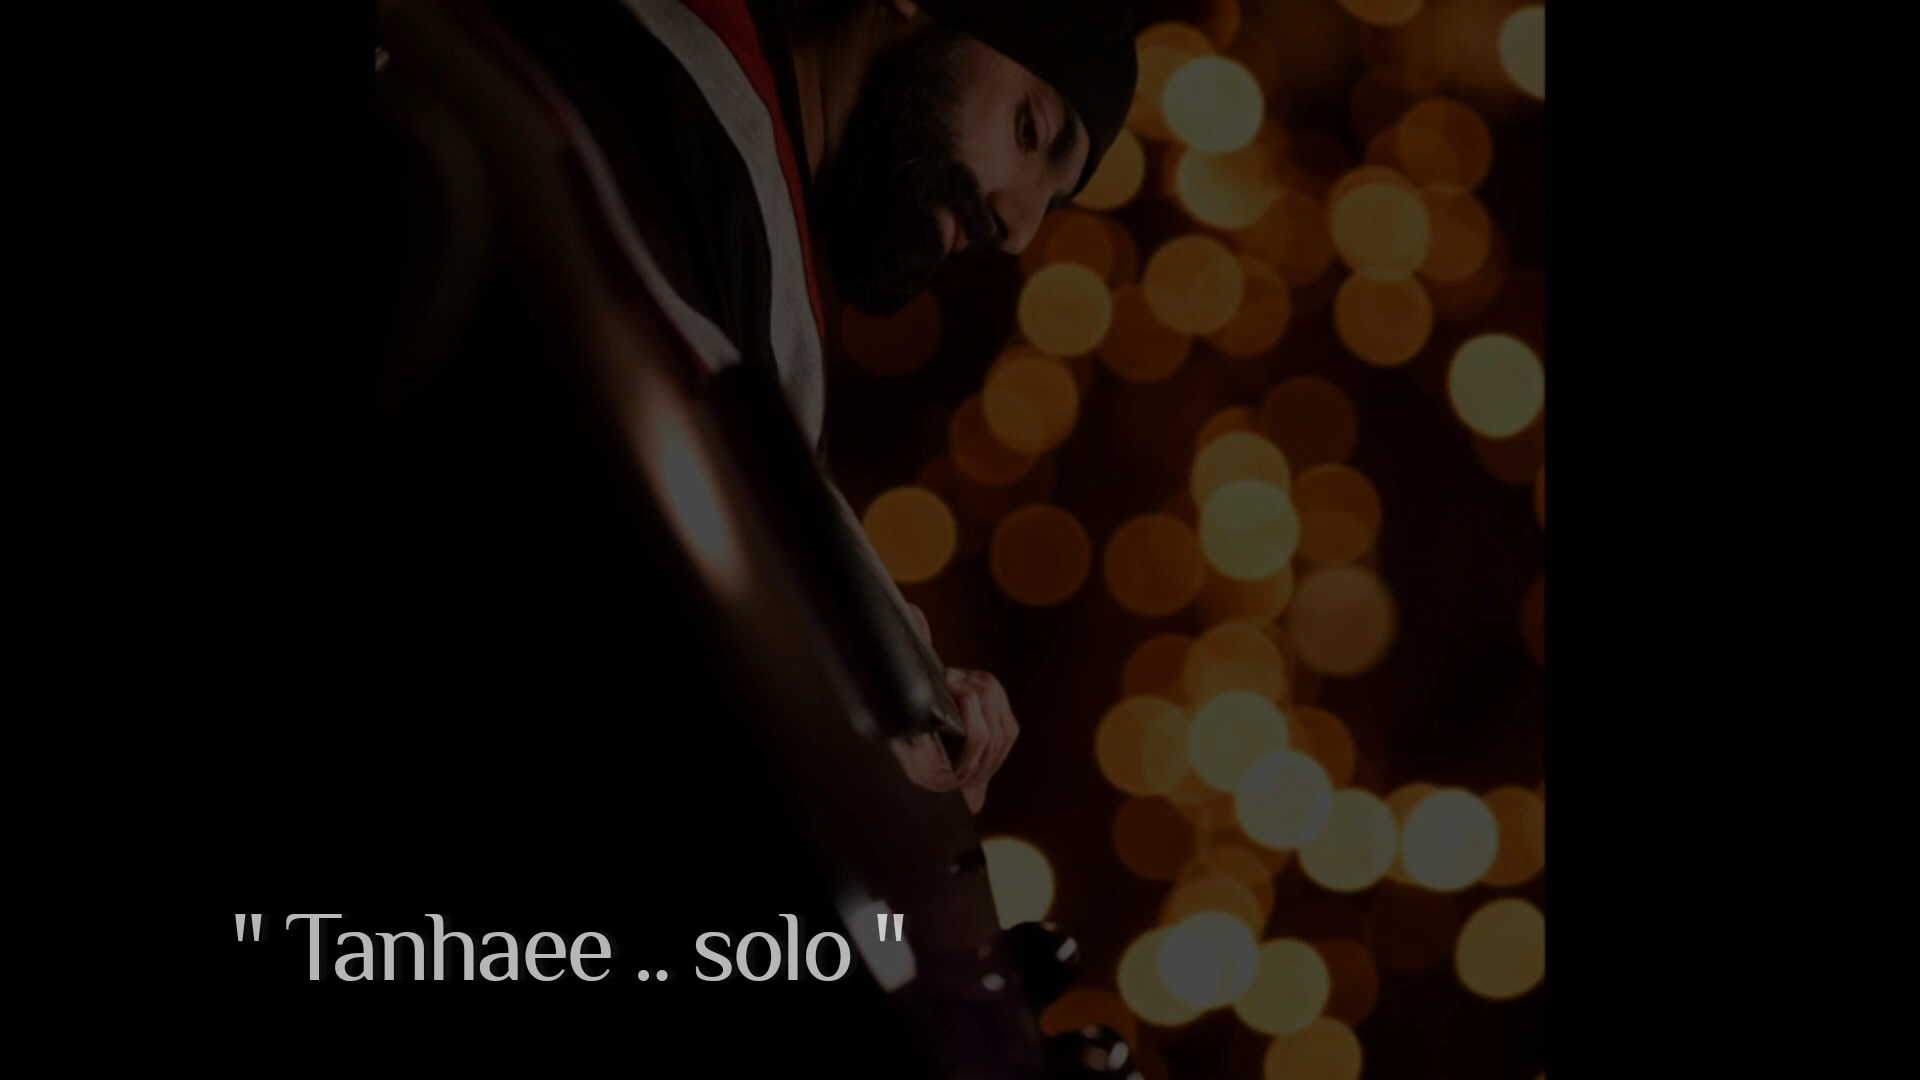 " Tanhaee .. solo "